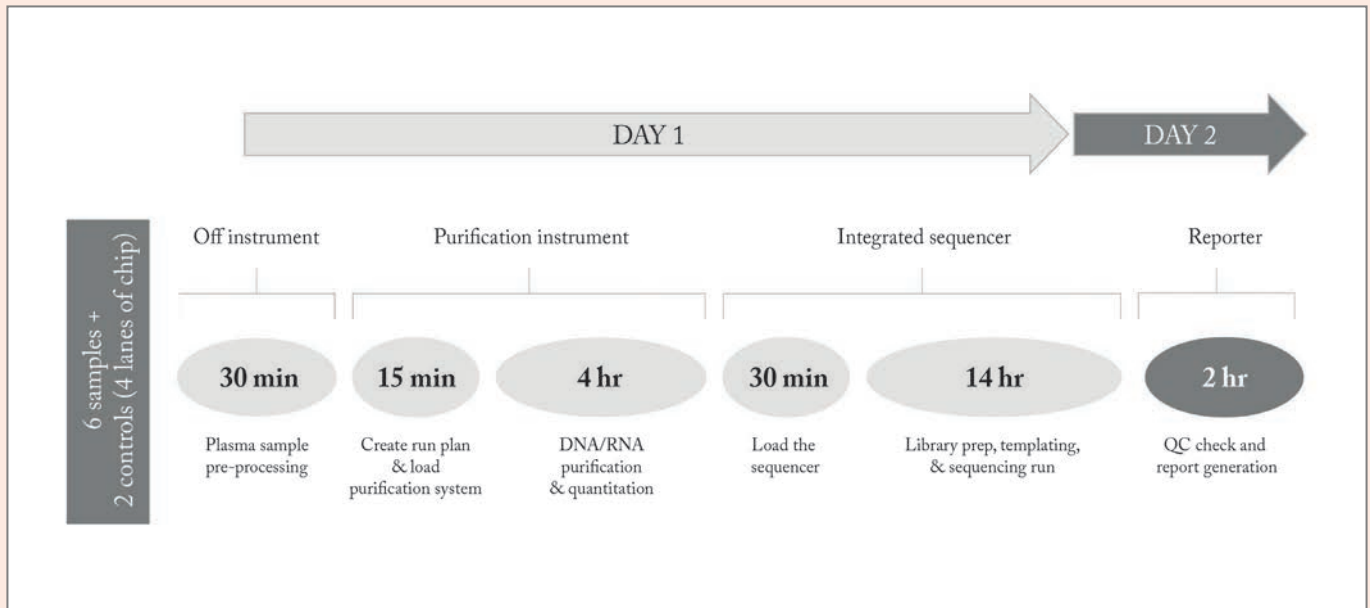 DAY 1
DAY 2
6 samples +
2 controls (4 lanes of chip)
Off instrument
Purification instrument
Integrated sequencer
Reporter
30 min
15 min
4 hr
30 min
14 hr
2 hr
Plasma sample
pre-processing
Create run plan
& load
purification system
DNA/RNA
purification
& quantitation
Load the
sequencer
Library prep, templating,
& sequencing run
QC check and
report generation